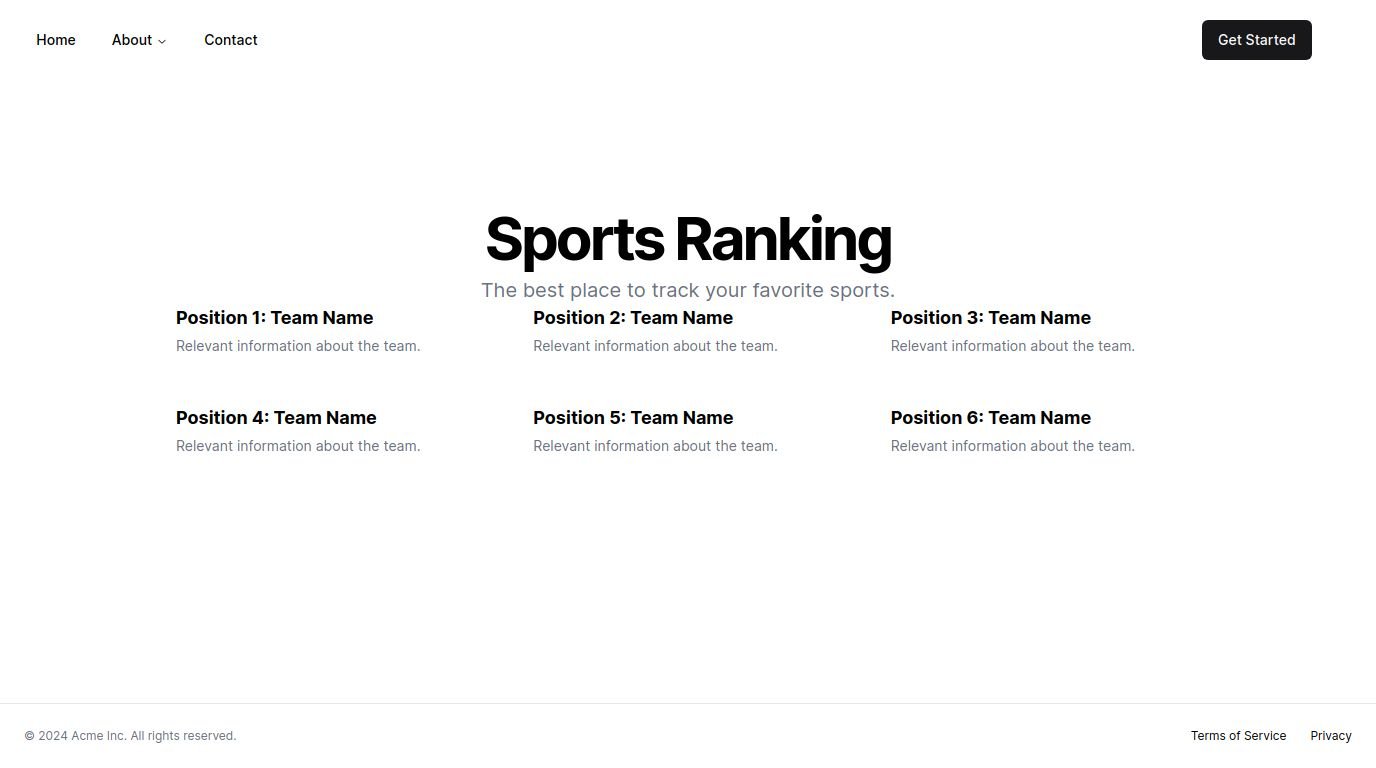 Home About Contact Get Started
Sports Ranking
The best place to track your favorite sports.
Position 1: Team Name Position 2: Team Name Position 3: Team Name
Relevant information about the team. Relevant information about the team. Relevant information about the team.
Position 4: Team Name Position 5: Team Name Position 6: Team Name
Relevant information about the team. Relevant information about the team. Relevant information about the team.
© 2024 Acme Inc. All rights reserved. Terms of Service Privacy